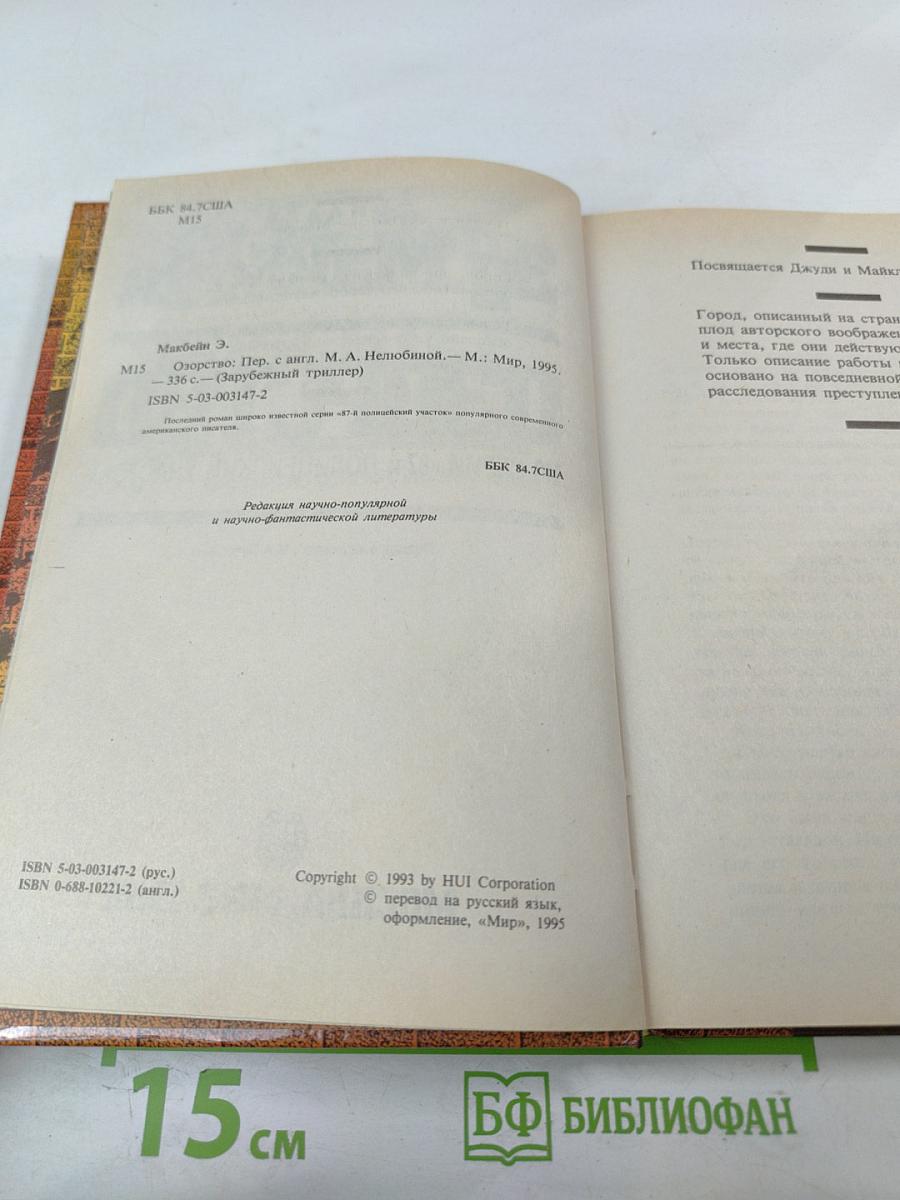 ББК 84.7США
М15
Макбейн Э.
М15 Озорство: Пер. с англ. М. А. Нелюбиной.— М.: Мир, 1995.
— 336 с.— (Зарубежный триллер)
ISBN 5-03-003147-2
Последний роман широко известной серии «87-й полицейский участок» популярного современного
американского писателя.
ББК 84.7США
Редакция научно-популярной
и научно-фантастической литературы
ISBN 5-03-003147-2 (рус.)
ISBN 0-688-10221-2 (англ.)
Copyright © 1993 by HUI Corporation
© перевод на русский язык,
оформление, «Мир», 1995
Посвящается Джули и Майкл
Город, описанный на стран
плод авторского воображен
и места, где они действую
Только описание работы
основано на повседневной
расследования преступлен
15 см
БФ БИБЛИОФАН